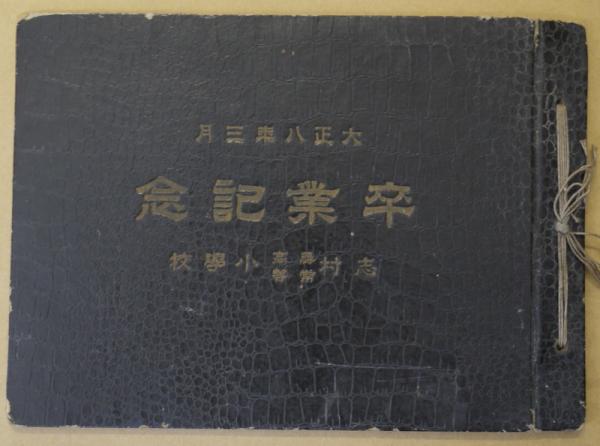 大正八年三月
卒業記念
志村尋常高等小學校